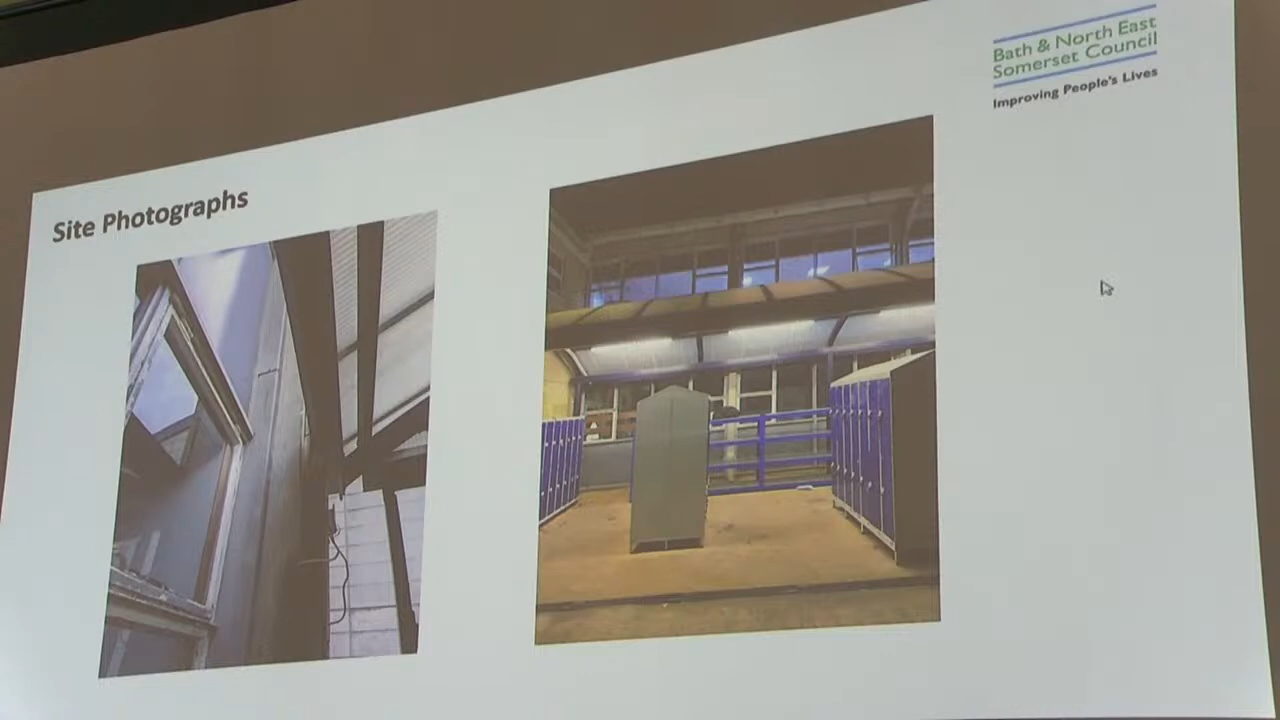 Bath & North East
Somerset Council
Improving People's Lives
Site Photographs